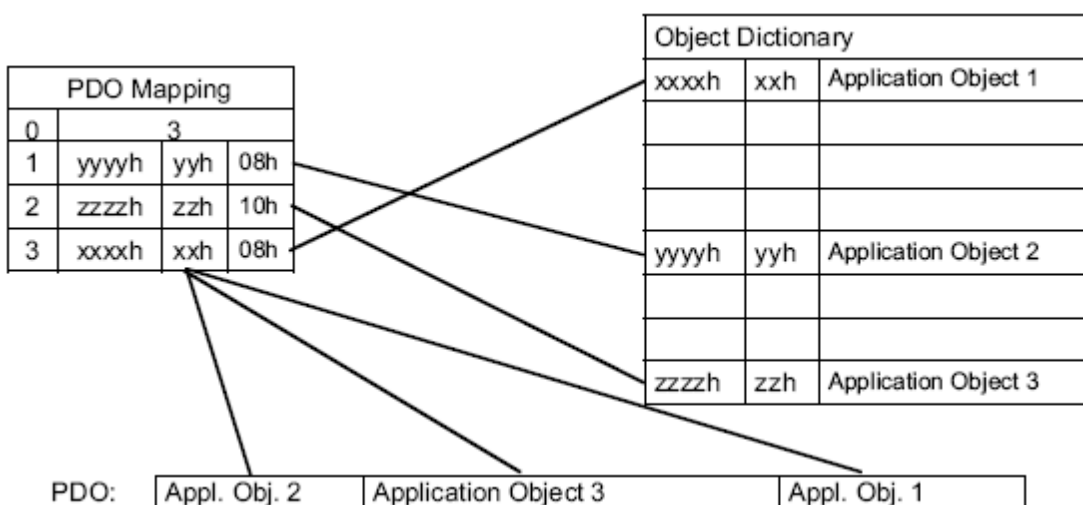 Object Dictionary
xxxxh xxh Application Object 1
yyyyh yyh Application Object 2
zzzzh zzh Application Object 3
PDO Mapping
0 3
1 yyyyh yyh 08h
2 zzzzh zzh 10h
3 xxxxh xxh 08h
PDO: Appl. Obj. 2 Application Object 3 Appl. Obj. 1